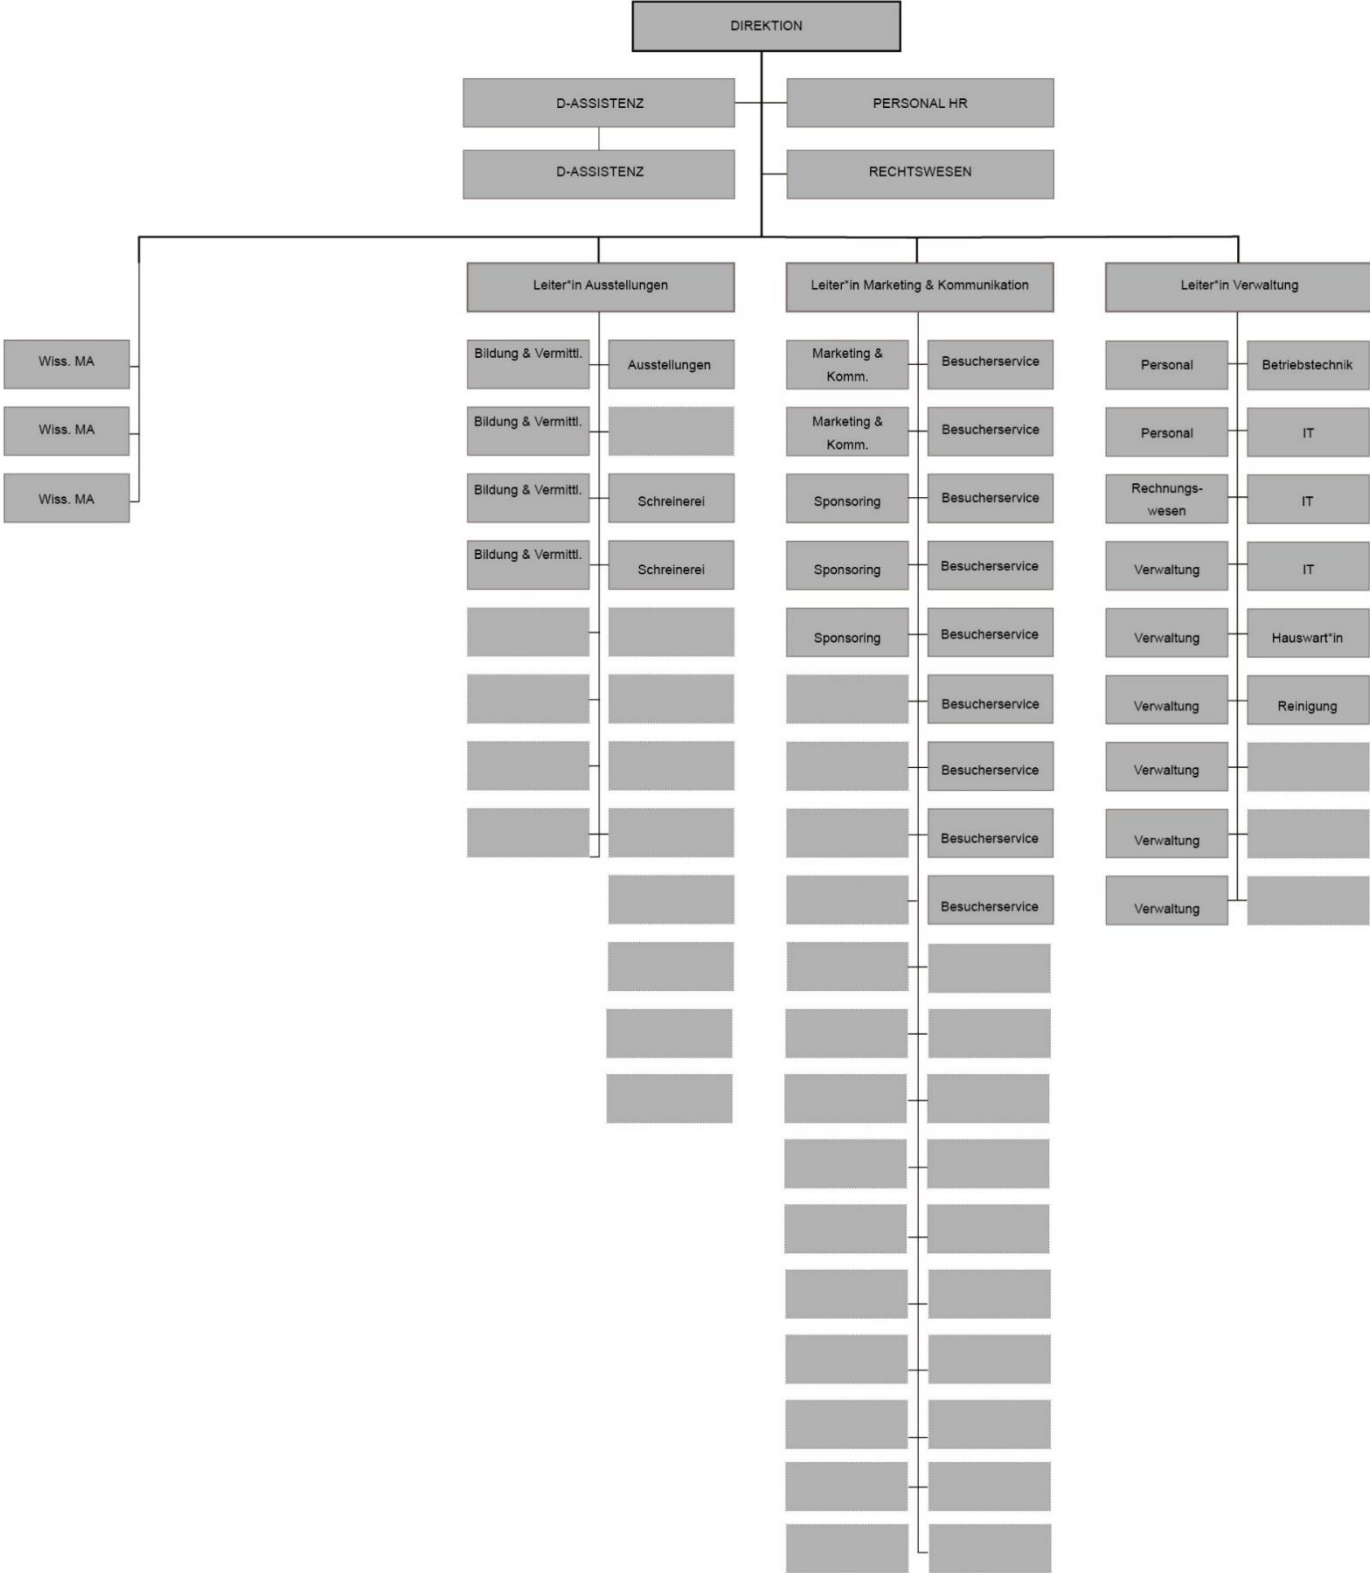 DIREKTION
D-ASSISTENZ
PERSONAL HR
D-ASSISTENZ
RECHTSWESEN
Leiter*in Ausstellungen
Leiter*in Marketing & Kommunikation
Leiter*in Verwaltung
Wiss. MA
Wiss. MA
Wiss. MA
Bildung & Vermittl.
Ausstellungen
Bildung & Vermittl.
Bildung & Vermittl.
Schreinerei
Bildung & Vermittl.
Schreinerei
Marketing &
Komm.
Besucherservice
Marketing &
Komm.
Besucherservice
Sponsoring
Besucherservice
Sponsoring
Besucherservice
Sponsoring
Besucherservice
Besucherservice
Besucherservice
Besucherservice
Besucherservice
Personal
Betriebstechnik
Personal
IT
Rechnungs-
wesen
IT
Verwaltung
IT
Verwaltung
Hauswart*in
Verwaltung
Reinigung
Verwaltung
Verwaltung
Verwaltung